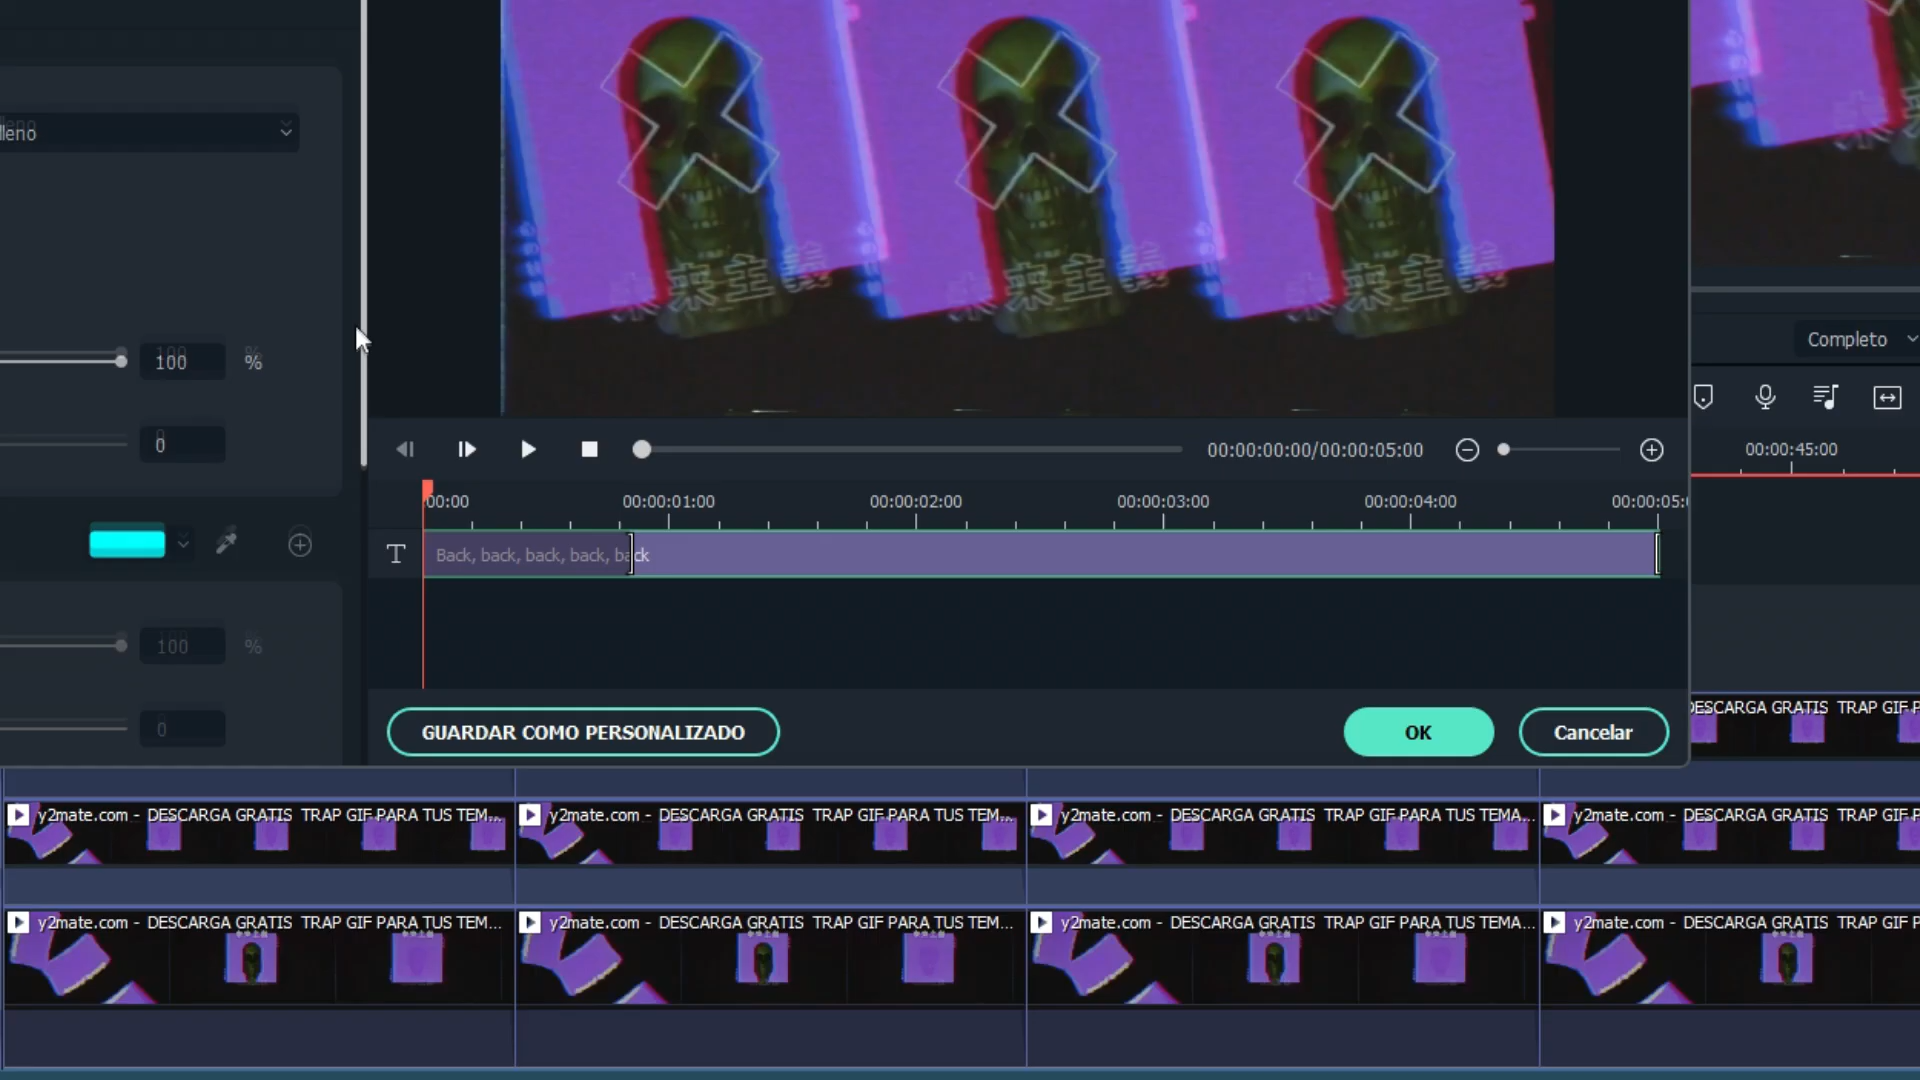 lleno
100 %
Completo
0
00:00:00:00/00:00:05:00
00:00:45:00
00:00
00:00:01:00
00:00:02:00
00:00:03:00
00:00:04:00
00:00:05:
T
Back, back, back, back, back
100 %
0
GUARDAR COMO PERSONALIZADO
OK
Cancelar
DESCARGA GRATIS TRAP GIF P
y2mate.com - DESCARGA GRATIS TRAP GIF PARA TUS TEM...
y2mate.com - DESCARGA GRATIS TRAP GIF PARA TUS TEM...
y2mate.com - DESCARGA GRATIS TRAP GIF PARA TUS TEMA...
y2mate.com - DESCARGA GRATIS TRAP GIF P
y2mate.com - DESCARGA GRATIS TRAP GIF PARA TUS TEM...
y2mate.com - DESCARGA GRATIS TRAP GIF PARA TUS TEM...
y2mate.com - DESCARGA GRATIS TRAP GIF PARA TUS TEMA...
y2mate.com - DESCARGA GRATIS TRAP GIF P